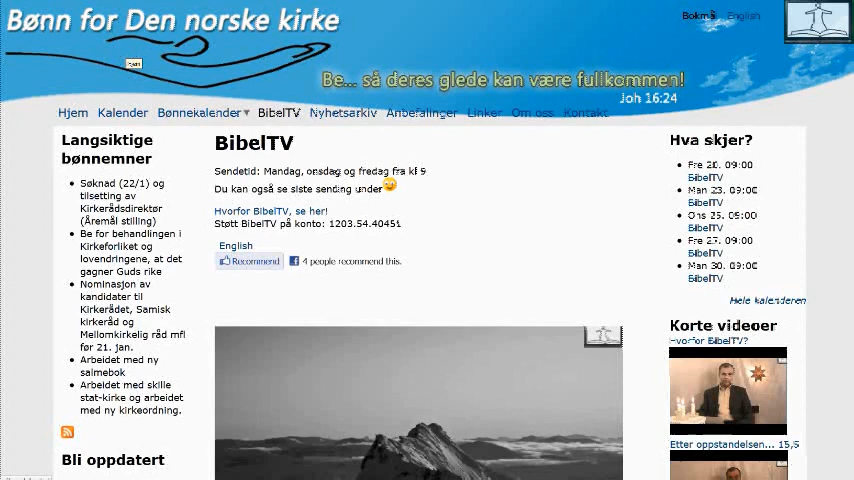 Bønn for Den norske kirke
Bokmål English
Hjem
Be... så deres glede kan være fullkommen!
Joh 16:24
Hjem Kalender Bønnekalender BibelTV Nyhetsarkiv Anbefalinger Linker Om oss Kontakt
Langsiktige
bønnemner
Søknad (22/1) og
tilsetting av
Kirkerådsdirektør
(Åremål stilling)
Be for behandlingen i
Kirkeforliket og
lovendringene, at det
gagner Guds rike
Nominasjon av
kandidater til
Kirkerådet, Samisk
kirkeråd og
Mellomkirkelig råd mfl
før 21. jan.
Arbeidet med ny
salmebok
Arbeidet med skille
stat-kirke og arbeidet
med ny kirkeordning.
Bli oppdatert
BibelTV
Sendetid: Mandag, onsdag og fredag fra kl 9
Du kan også se siste sending under
Hvorfor BibelTV, se her!
Støtt BibelTV på konto: 1203.54.40451
English
Recommend 4 people recommend this.
Hva skjer?
Fre 20. 09:00
BibelTV
Man 23. 09:00
BibelTV
Ons 25. 09:00
BibelTV
Fre 27. 09:00
BibelTV
Man 30. 09:00
BibelTV
Hele kalenderen
Korte videoer
Hvorfor BibelTV?
Etter oppstandelsen... 15,5